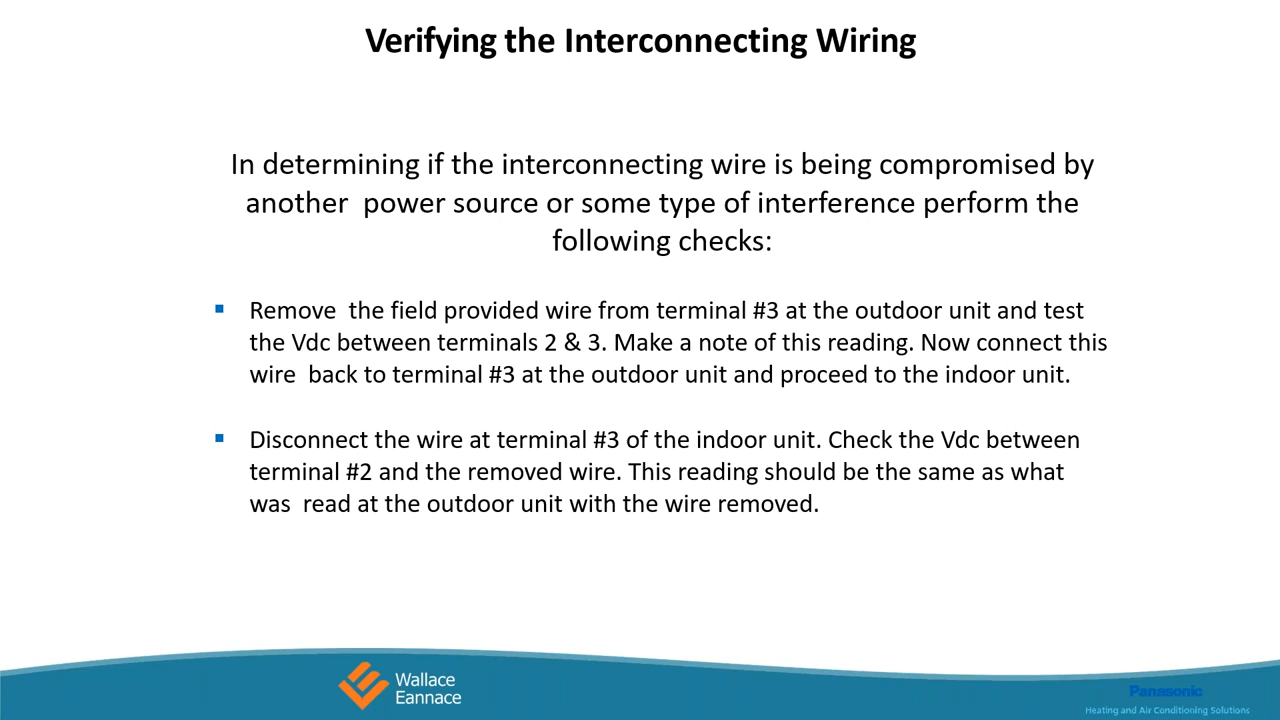 Verifying the Interconnecting Wiring
In determining if the interconnecting wire is being compromised by
another  power source or some type of interference perform the
following checks:
Remove  the field provided wire from terminal #3 at the outdoor unit and test
the Vdc between terminals 2 & 3. Make a note of this reading. Now connect this
wire  back to terminal #3 at the outdoor unit and proceed to the indoor unit.
Disconnect the wire at terminal #3 of the indoor unit. Check the Vdc between
terminal #2 and the removed wire. This reading should be the same as what
was  read at the outdoor unit with the wire removed.
Wallace
Eannace
Panasonic
Heating and Air Conditioning Solutions